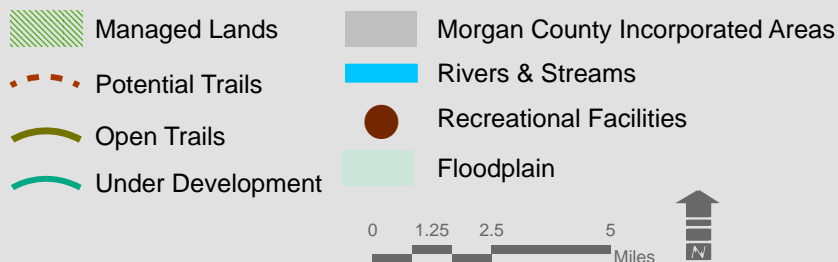 Managed Lands
Potential Trails
Open Trails
Under Development
Morgan County Incorporated Areas
Rivers & Streams
Recreational Facilities
Floodplain
0 1.25 2.5 5
Miles
N